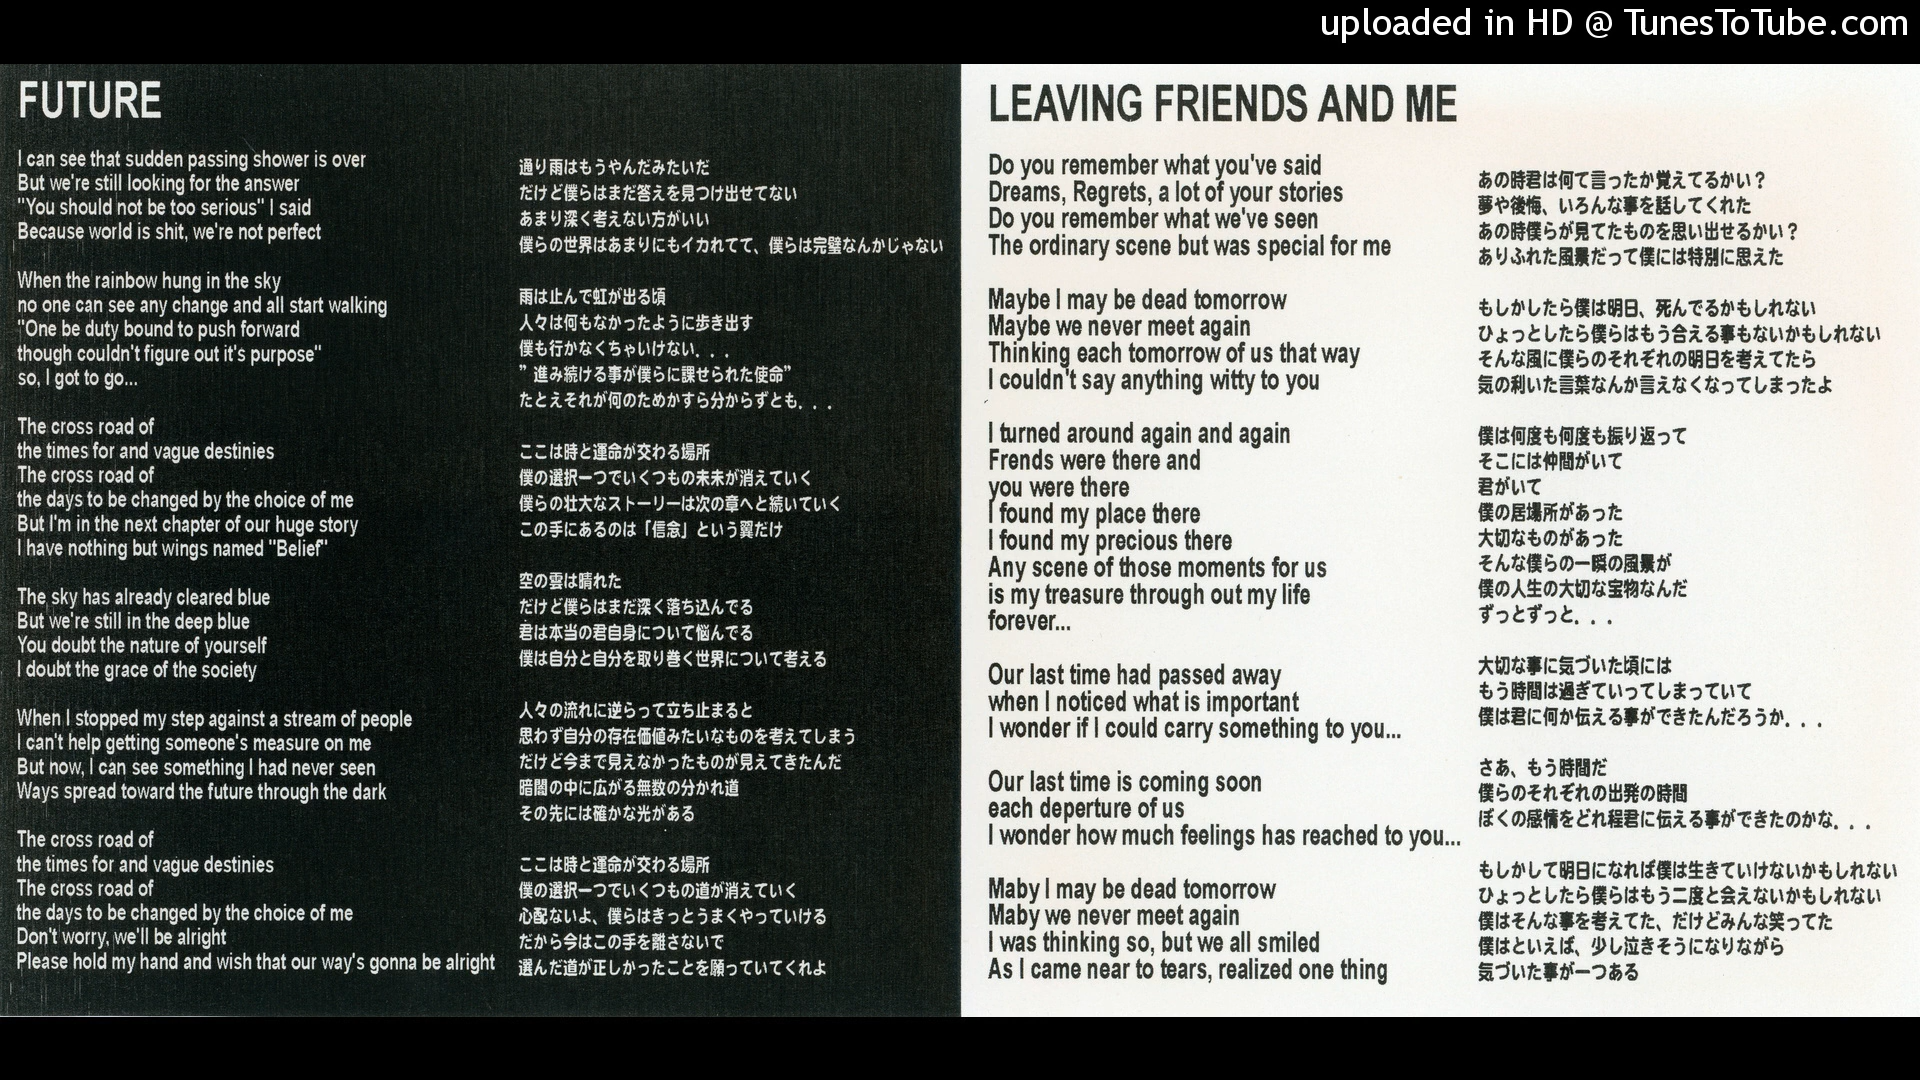 uploaded in HD @ TunesToTube.com
FUTURE
I can see that sudden passing shower is over
But we're still looking for the answer
"You should not be too serious" I said
Because world is shit, we're not perfect
When the rainbow hung in the sky
no one can see any change and all start walking
"One be duty bound to push forward
though couldn't figure out it's purpose"
so, I got to go...
The cross road of
the times for and vague destinies
The cross road of
the days to be changed by the choice of me
But I'm in the next chapter of our huge story
I have nothing but wings named "Belief"
The sky has already cleared blue
But we're still in the deep blue
You doubt the nature of yourself
I doubt the grace of the society
When I stopped my step against a stream of people
I can't help getting someone's measure on me
But now, I can see something I had never seen
Ways spread toward the future through the dark
The cross road of
the times for and vague destinies
The cross road of
the days to be changed by the choice of me
Don't worry, we'll be alright
Please hold my hand and wish that our way's gonna be alright
通り雨はもうやんだみたいだ
だけど僕らはまだ答えを見つけ出せてない
あまり深く考えない方がいい
僕らの世界はあまりにもイカれてて、僕らは完璧なんかじゃない
雨は止んで虹が出る頃
人々は何もなかったように歩き出す
僕も行かなくちゃいけない．．．
”進み続ける事が僕らに課せられた使命”
たとえそれが何のためかすら分からずとも．．．
ここは時と運命が交わる場所
僕の選択一つでいくつもの未来が消えていく
僕らの壮大なストーリーは次の章へと続いていく
この手にあるのは「信念」という翼だけ
空の雲は晴れた
だけど僕らはまだ深く落ち込んでる
君は本当の君自身について悩んでる
僕は自分と自分を取り巻く世界について考える
人々の流れに逆らって立ち止まると
思わず自分の存在価値みたいなものを考えてしまう
だけど今まで見えなかったものが見えてきたんだ
暗闇の中に広がる無数の分かれ道
その先には確かな光がある
ここは時と運命が交わる場所
僕の選択一つでいくつもの道が消えていく
心配ないよ、僕らはきっとうまくやっていける
だから今はこの手を離さないで
選んだ道が正しかったことを願っていてくれよ
LEAVING FRIENDS AND ME
Do you remember what you've said
Dreams, Regrets, a lot of your stories
Do you remember what we've seen
The ordinary scene but was special for me
Maybe I may be dead tomorrow
Maybe we never meet again
Thinking each tomorrow of us that way
I couldn't say anything witty to you
I turned around again and again
Frends were there and
you were there
I found my place there
I found my precious there
Any scene of those moments for us
is my treasure through out my life
forever...
Our last time had passed away
when I noticed what is important
I wonder if I could carry something to you...
Our last time is coming soon
each deperture of us
I wonder how much feelings has reached to you...
Maby I may be dead tomorrow
Maby we never meet again
I was thinking so, but we all smiled
As I came near to tears, realized one thing
あの時君は何て言ったか覚えてるかい？
夢や後悔、いろんな事を話してくれた
あの時僕らが見てたものを思い出せるかい？
ありふれた風景だって僕には特別に思えた
もしかしたら僕は明日、死んでるかもしれない
ひょっとしたら僕らはもう会える事もないかもしれない
そんな風に僕らのそれぞれの明日を考えてたら
気の利いた言葉なんか言えなくなってしまったよ
僕は何度も何度も振り返って
そこには仲間がいて
君がいて
僕の居場所があった
大切なものがあった
そんな僕らの一瞬の風景が
僕の人生の大切な宝物なんだ
ずっとずっと．．．
大切な事に気づいた頃には
もう時間は過ぎていってしまっていて
僕は君に何か伝える事ができたんだろうか．．．
さあ、もう時間だ
僕らのそれぞれの出発の時間
ぼくの感情をどれ程君に伝える事ができたのかな．．．
もしかして明日になれば僕は生きていけないかもしれない
ひょっとしたら僕らはもう二度と会えないかもしれない
僕はそんな事を考えてた、だけどみんな笑ってた
僕はといえば、少し泣きそうになりながら
気づいた事が一つある